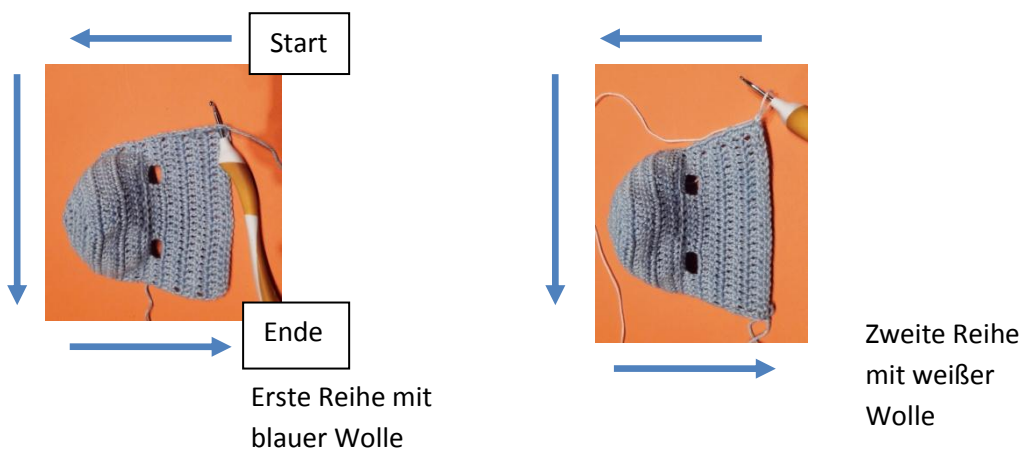 Start
Ende
Erste Reihe mit
blauer Wolle
Zweite Reihe
mit weißer
Wolle